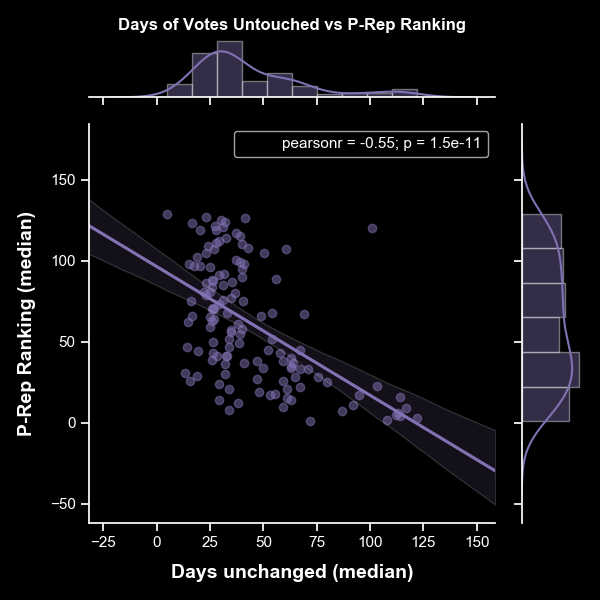 Days of Votes Untouched vs P-Rep Ranking
pearsonr = -0.55; p = 1.5e-11
150
100
50
0
−50
P-Rep Ranking (median)
−25 0 25 50 75 100 125 150
Days unchanged (median)